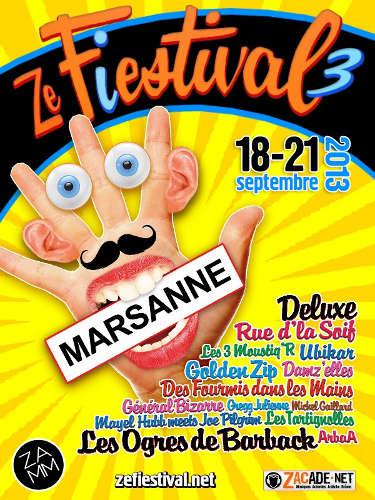 Ze Fiestival 3
18-21
septembre
2013
MARSANNE
Deluxe
Rue d'la Soif
Les 3 Moustiq'R Ubikar
Golden Zip Damz'elles
Des Fourmis dans les Mains
Général Bizarre Gregg Julienne Mickel Gaillard
Mayel Hubb meets Joe Pilgrim Les Tartignolles
Les Ogres de Barback ArbaA
ZAMM
zefiestival.net
ZACADE.NET